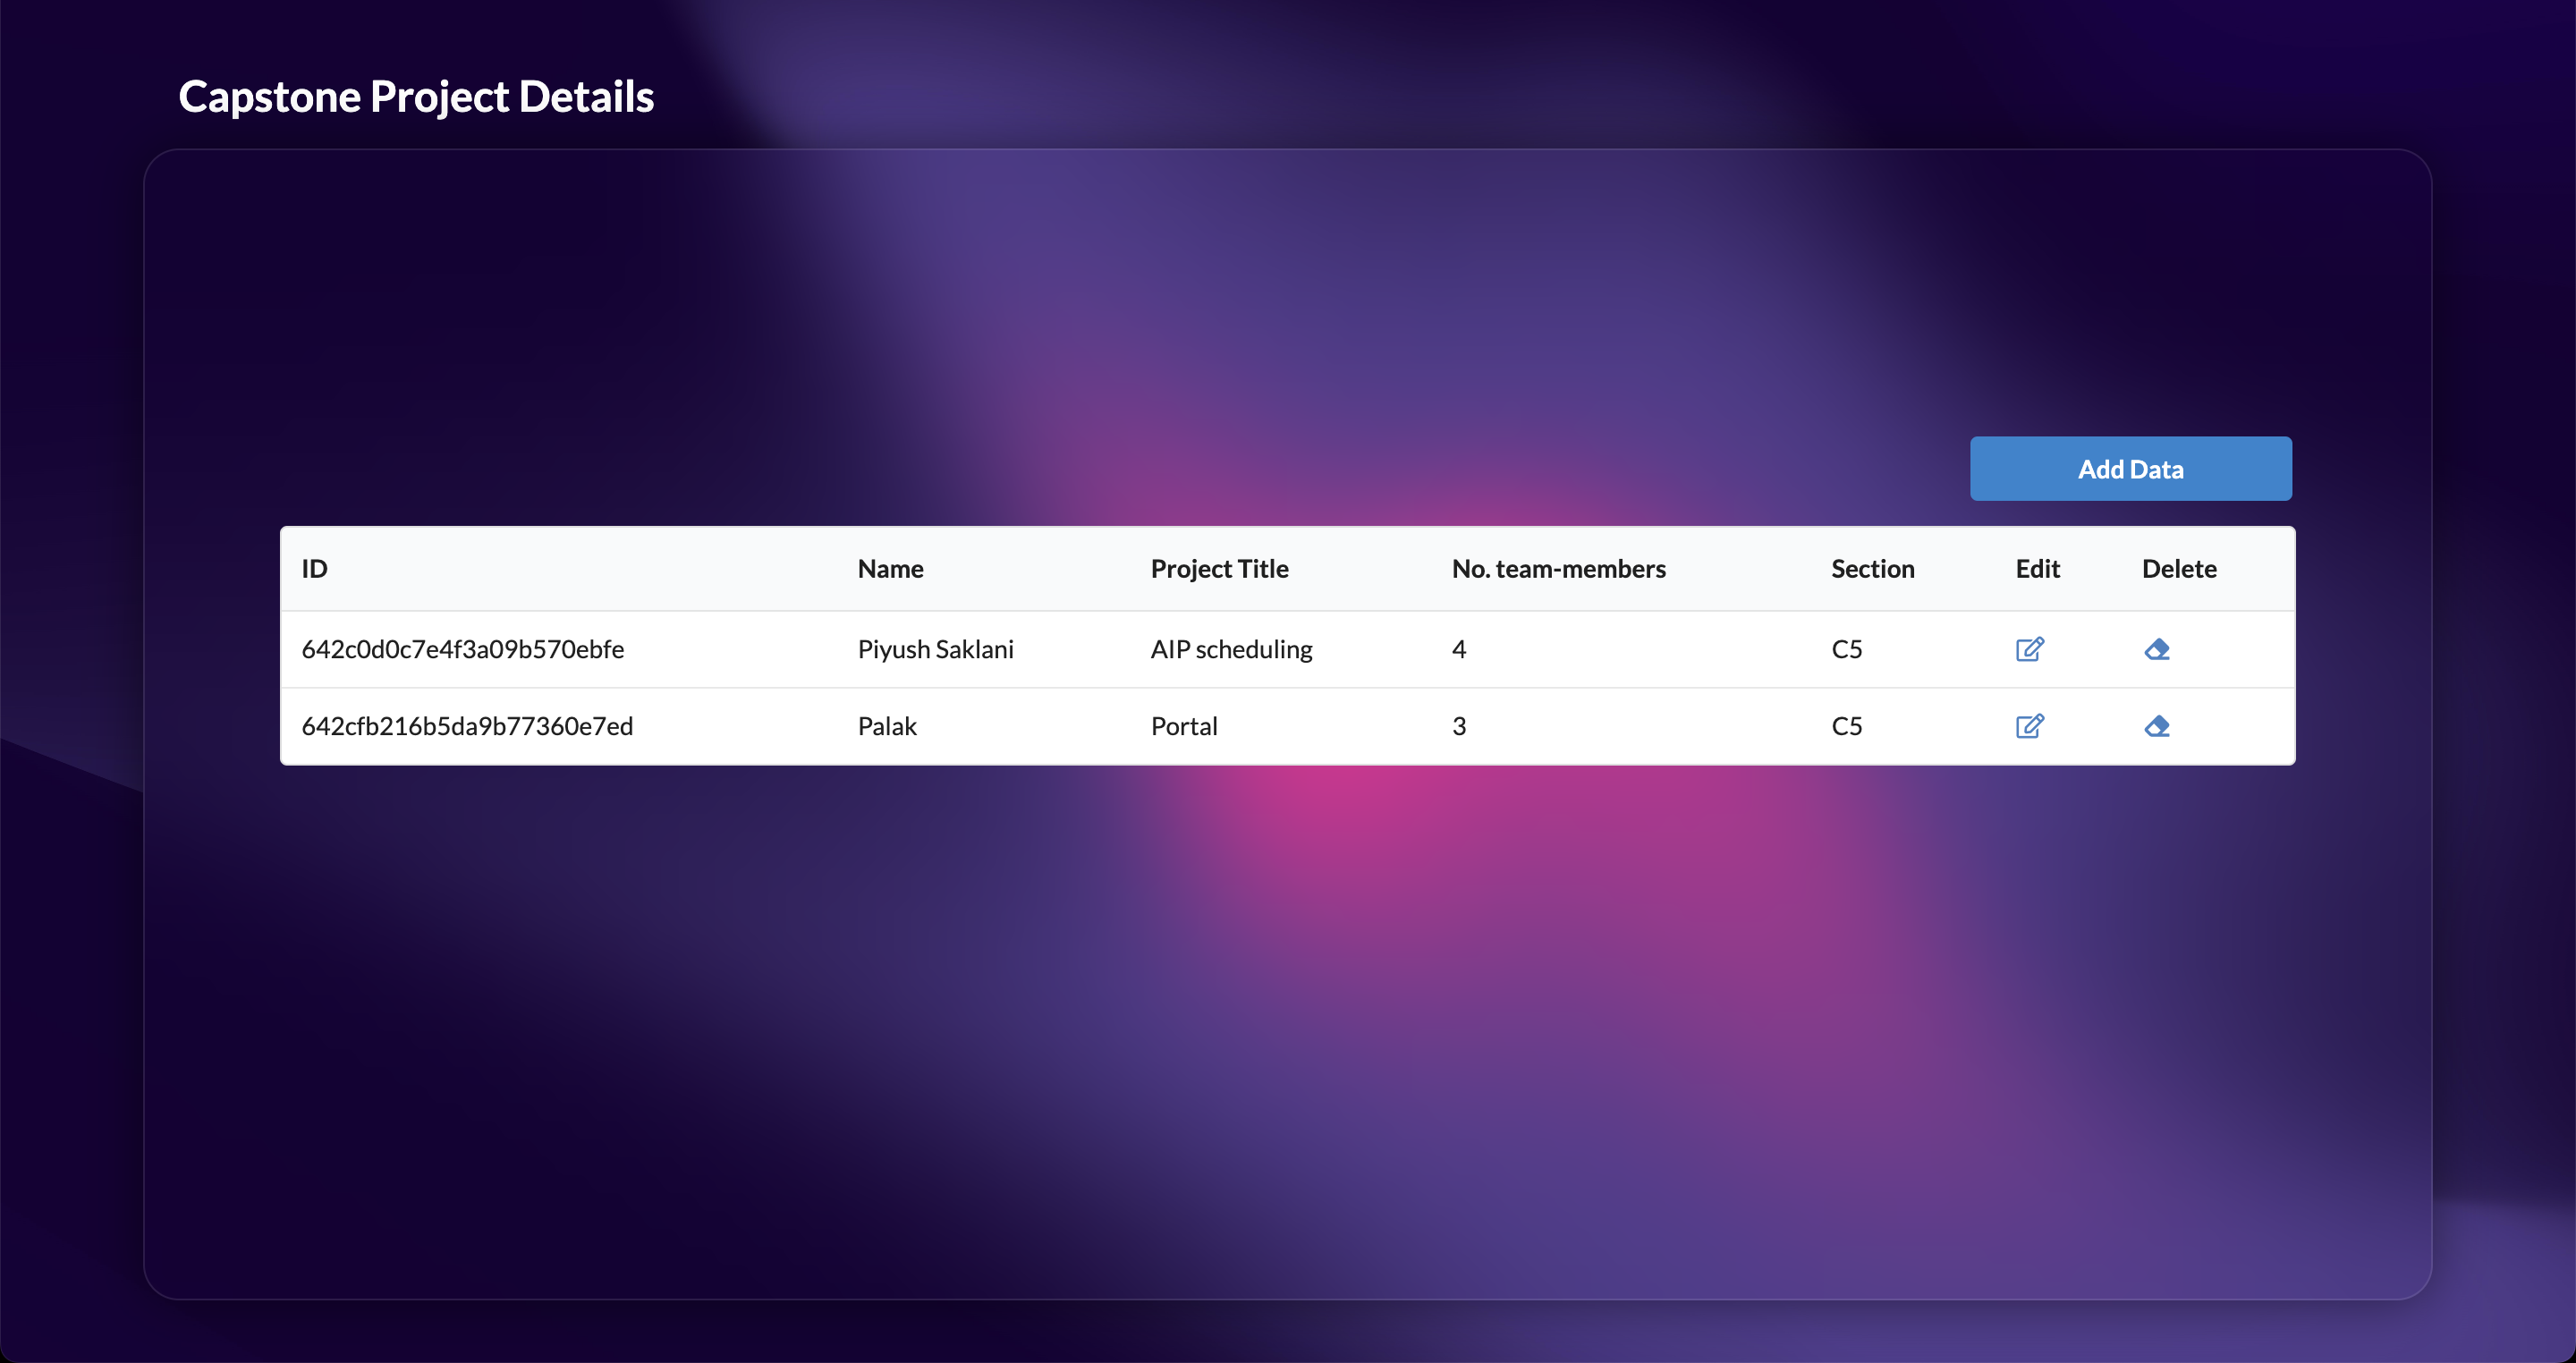 Capstone Project Details
Add Data
ID Name Project Title No. team-members Section Edit Delete
642c0d0c7e4f3a09b570ebfe Piyush Saklani AIP scheduling 4 C5
642cfb216b5da9b77360e7ed Palak Portal 3 C5